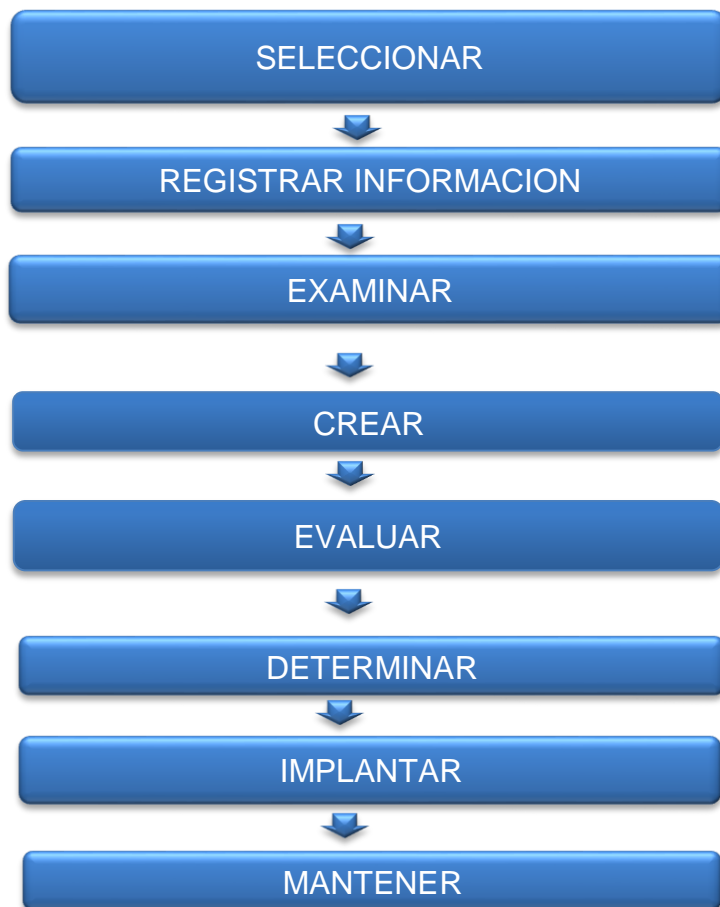 SELECCIONAR
REGISTRAR INFORMACION
EXAMINAR
CREAR
EVALUAR
DETERMINAR
IMPLANTAR
MANTENER